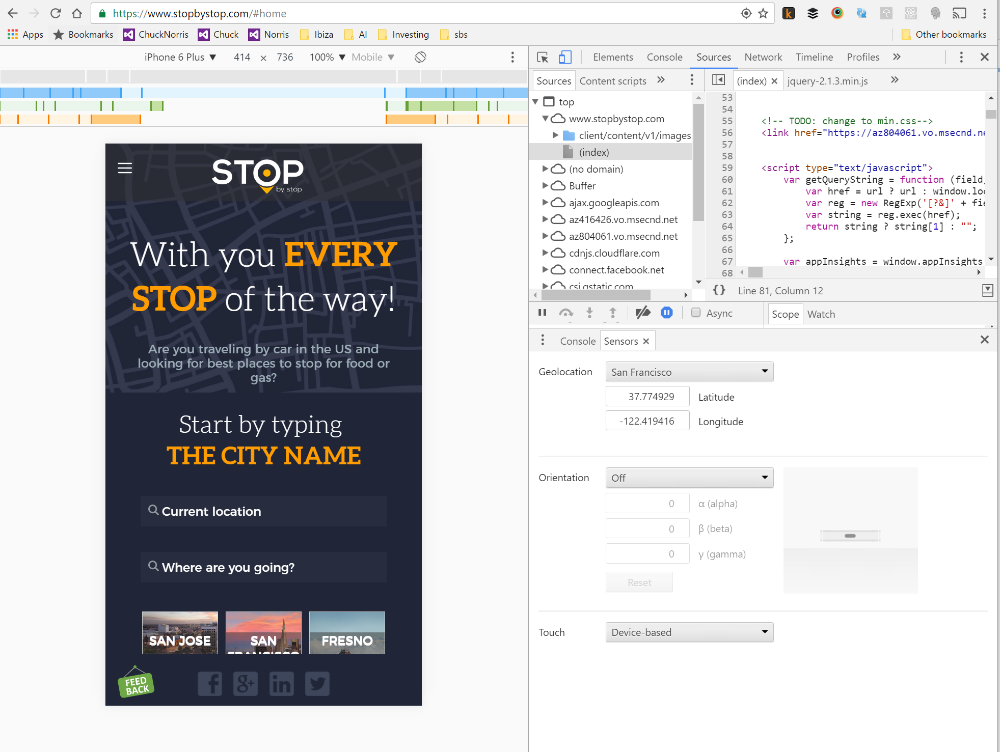 https://www.stopbystop.com/#home
Apps
Bookmarks
ChuckNorris
Chuck
Norris
Ibiza
AI
Investing
sbs
Other bookmarks
iPhone 6 Plus ▼
414 × 736
100% ▼
Mobile ▼
STOP
by stop
With you EVERY
STOP of the way!
Are you traveling by car in the US and
looking for best places to stop for food or
gas?
Start by typing
THE CITY NAME
Current location
Where are you going?
SAN JOSE
SAN
FRANCISCO
FRESNO
FEED
BACK
Elements
Console
Sources
Network
Timeline
Profiles
Sources
Content scripts
top
www.stopbystop.com
client/content/v1/images
(index)
(no domain)
Buffer
ajax.googleapis.com
az416426.vo.msecnd.net
az804061.vo.msecnd.net
cdnjs.cloudflare.com
connect.facebook.net
csi.gstatic.com
(index)
jquery-2.1.3.min.js
53
54
55 <!-- TODO: change to min.css-->
56 <link href="https://az804061.vo.msecnd.ne
57
58
59 <script type="text/javascript">
60 var getQueryString = function (field,
61 var href = url ? url : window.loc
62 var reg = new RegExp('[?&]' + fie
63 var string = reg.exec(href);
64 return string ? string[1] : "";
65 };
66
67 var appInsights = window.appInsights
68
{} Line 81, Column 12
Async
Scope
Watch
Console
Sensors
Geolocation
San Francisco
37.774929 Latitude
-122.419416 Longitude
Orientation
Off
0 α (alpha)
0 β (beta)
0 γ (gamma)
Reset
Touch
Device-based